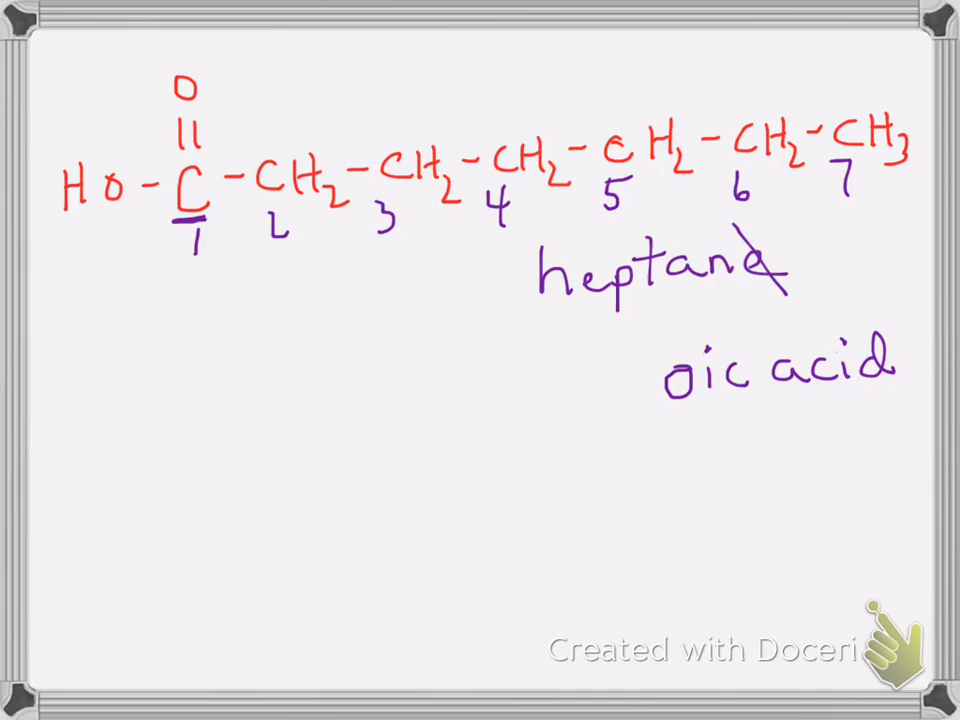 O
||
HO - C - CH2 - CH2 - CH2 - CH2 - CH2 - CH3
1 2 3 4 5 6 7
heptane
oic acid
Created with Doceri